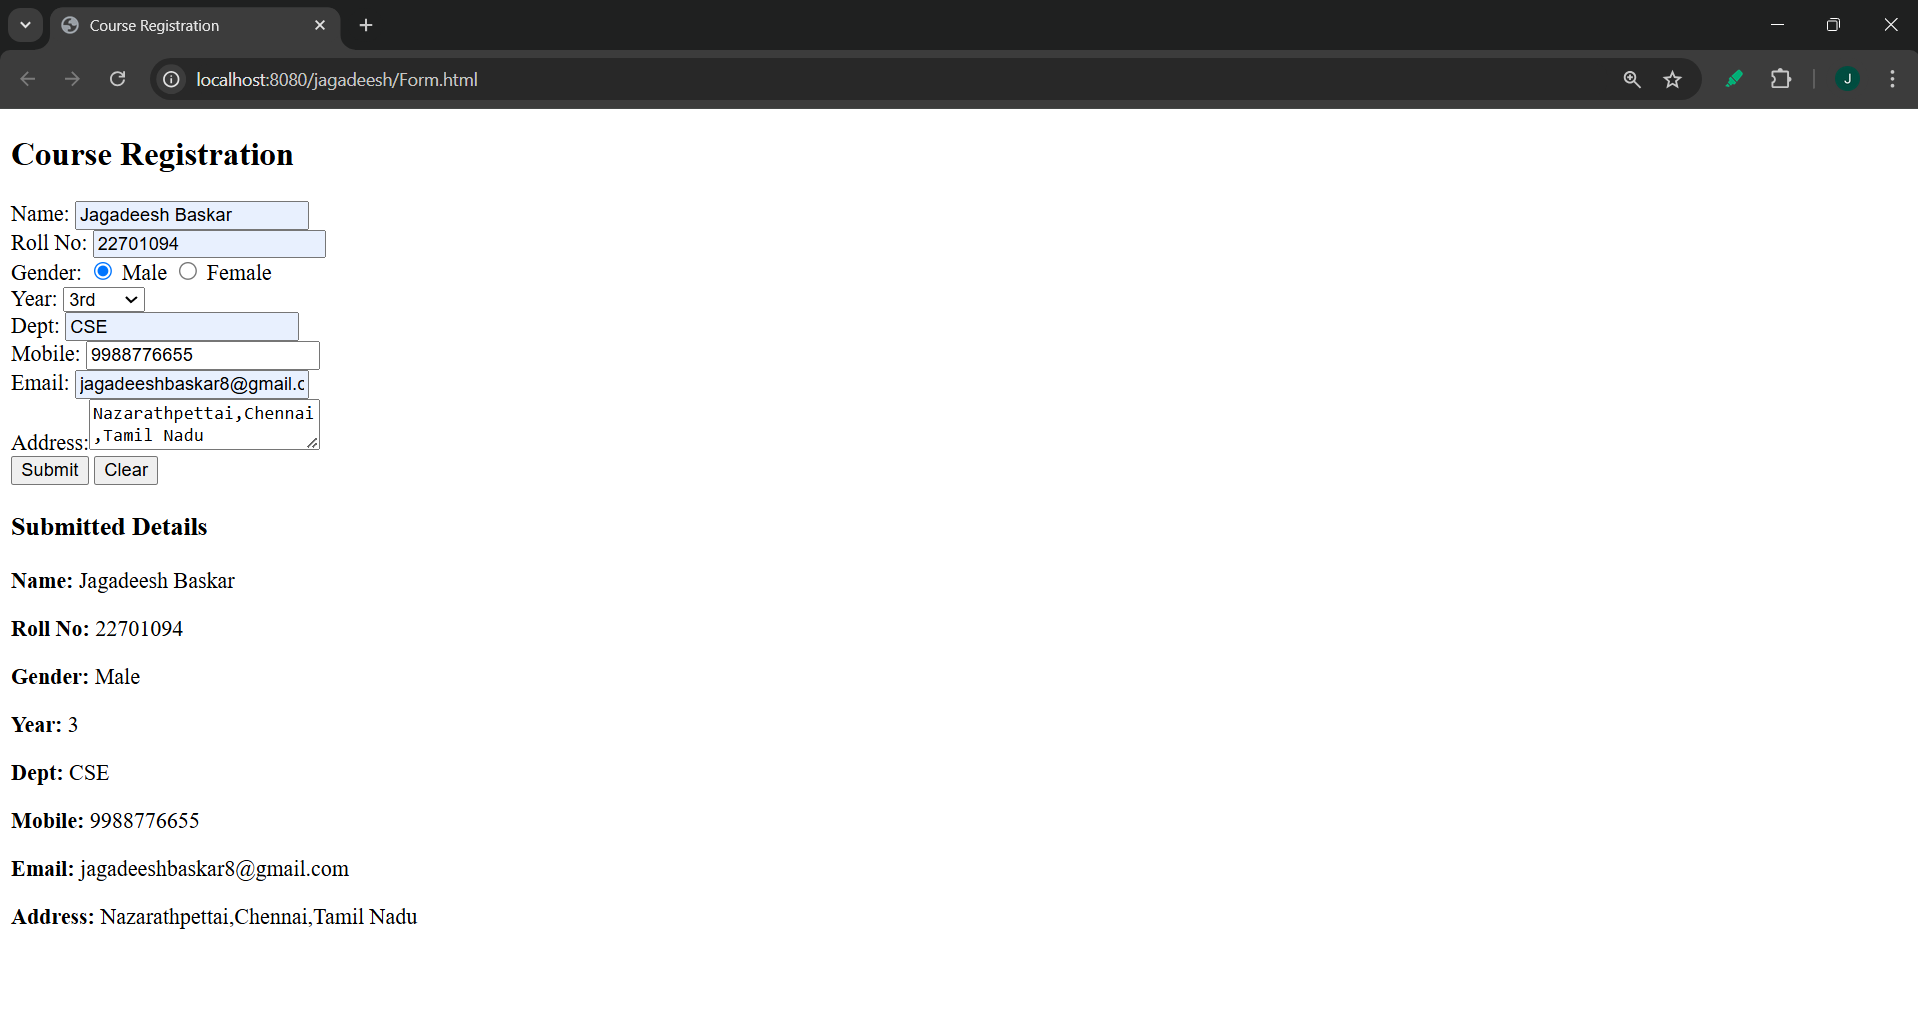 Course Registration
localhost:8080/jagadeesh/Form.html
J
Course Registration
Name: Jagadeesh Baskar
Roll No: 22701094
Gender: Male Female
Year: 3rd
Dept: CSE
Mobile: 9988776655
Email: jagadeeshbaskar8@gmail.c
Address: Nazarathpettai,Chennai
,Tamil Nadu
Submit Clear
Submitted Details
Name: Jagadeesh Baskar
Roll No: 22701094
Gender: Male
Year: 3
Dept: CSE
Mobile: 9988776655
Email: jagadeeshbaskar8@gmail.com
Address: Nazarathpettai,Chennai,Tamil Nadu